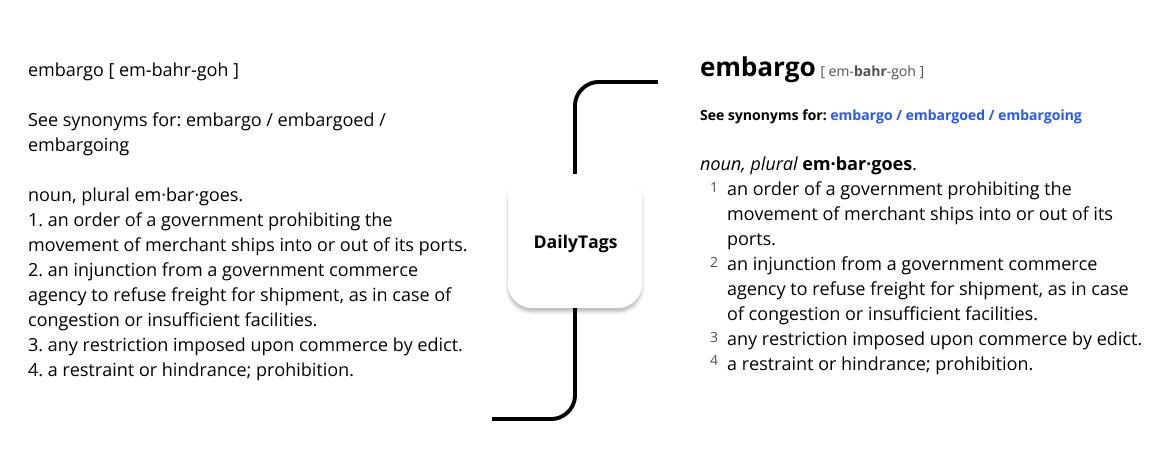 embargo [ em-bahr-goh ]
See synonyms for: embargo / embargoed /
embargoing
noun, plural em·bar·goes.
1. an order of a government prohibiting the
movement of merchant ships into or out of its ports.
2. an injunction from a government commerce
agency to refuse freight for shipment, as in case of
congestion or insufficient facilities.
3. any restriction imposed upon commerce by edict.
4. a restraint or hindrance; prohibition.
DailyTags
embargo [ em-bahr-goh ]
See synonyms for: embargo / embargoed / embargoing
noun, plural em·bar·goes.
1 an order of a government prohibiting the
movement of merchant ships into or out of its
ports.
2 an injunction from a government commerce
agency to refuse freight for shipment, as in case
of congestion or insufficient facilities.
3 any restriction imposed upon commerce by edict.
4 a restraint or hindrance; prohibition.